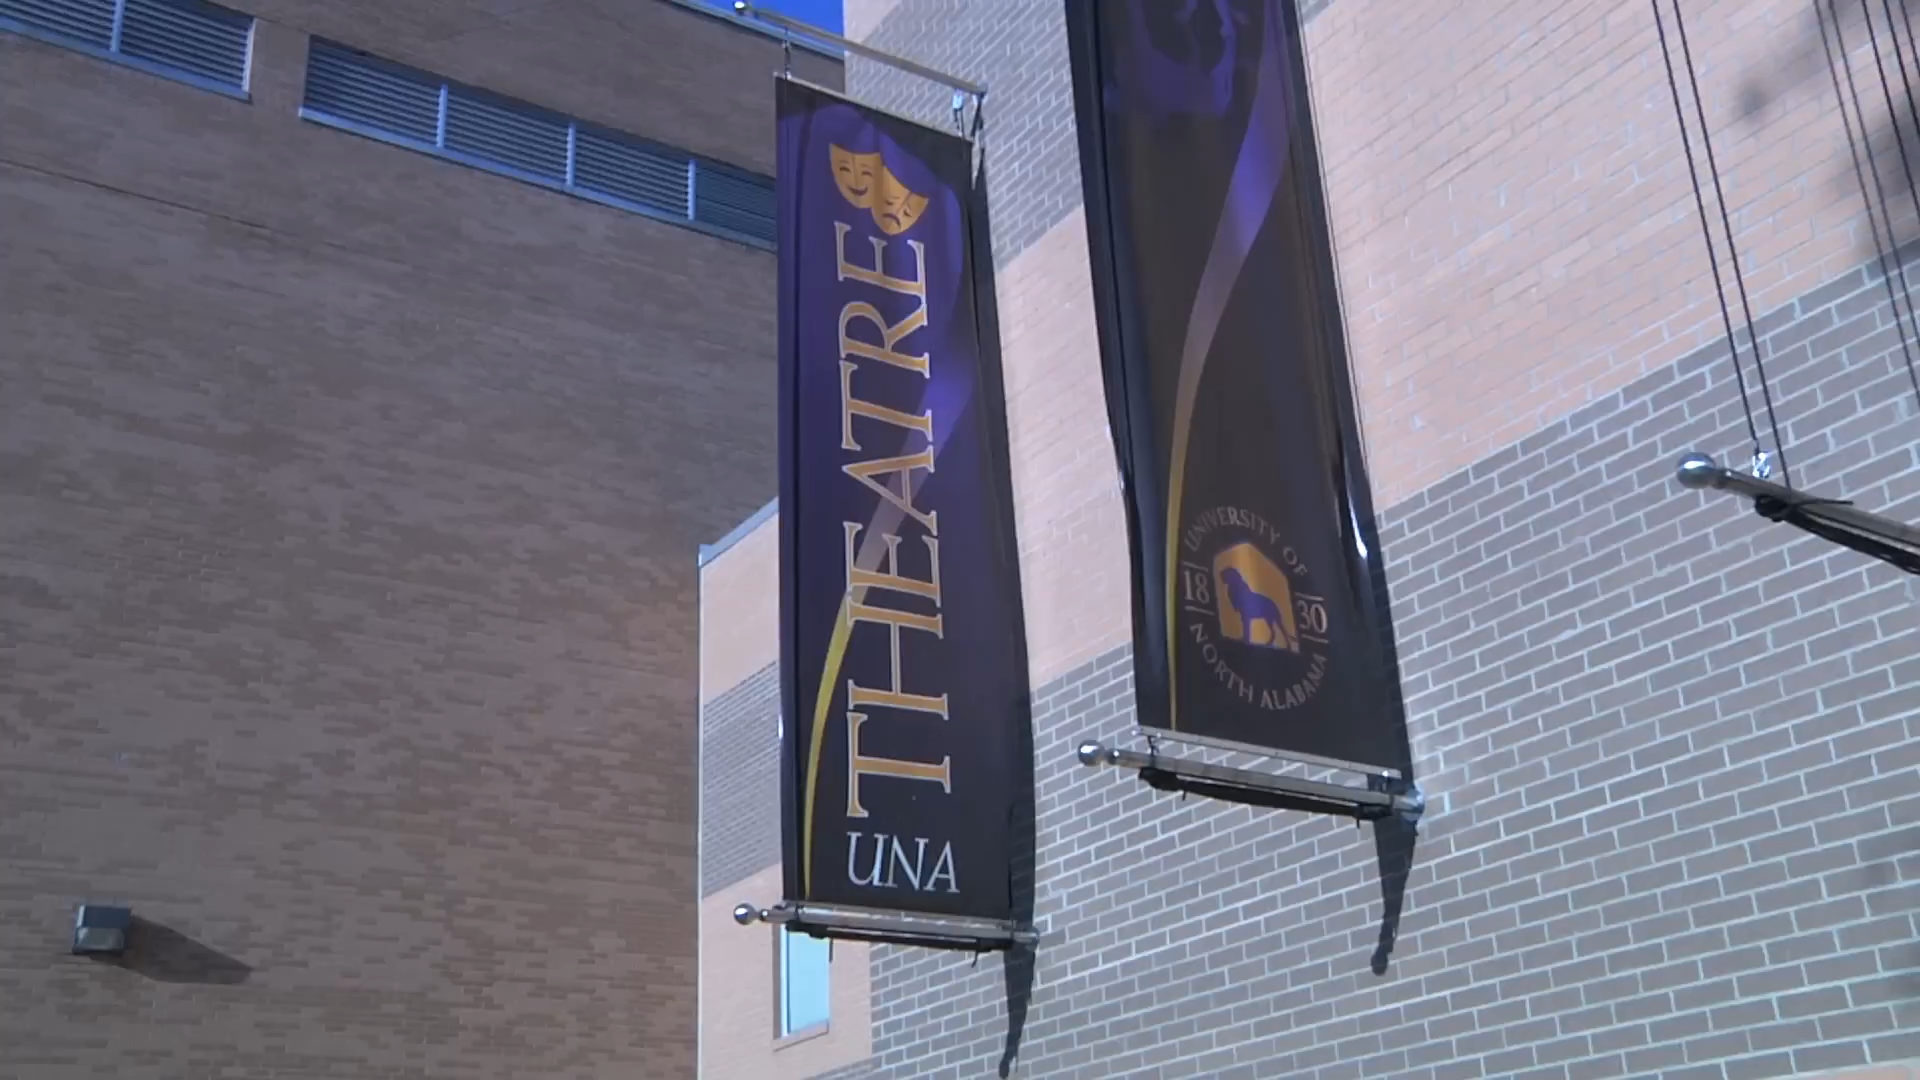 THEATRE
UNA
UNIVERSITY OF
18 30
NORTH ALABAMA